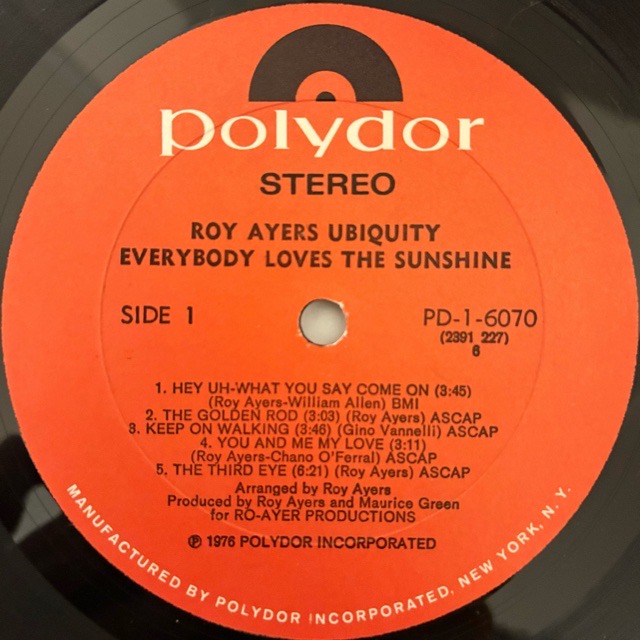 polydor
STEREO
ROY AYERS UBIQUITY
EVERYBODY LOVES THE SUNSHINE
SIDE 1
PD-1-6070
(2391 227)
6
1. HEY UH-WHAT YOU SAY COME ON (3:45)
(Roy Ayers-William Allen) BMI
2. THE GOLDEN ROD (3:03) (Roy Ayers) ASCAP
3. KEEP ON WALKING (3:46) (Gino Vannelli) ASCAP
4. YOU AND ME MY LOVE (3:11)
(Roy Ayers-Chano O'Ferral) ASCAP
5. THE THIRD EYE (6:21) (Roy Ayers) ASCAP
Arranged by Roy Ayers
Produced by Roy Ayers and Maurice Green
for RO-AYER PRODUCTIONS
℗ 1976 POLYDOR INCORPORATED
MANUFACTURED BY POLYDOR INCORPORATED, NEW YORK, N.Y.